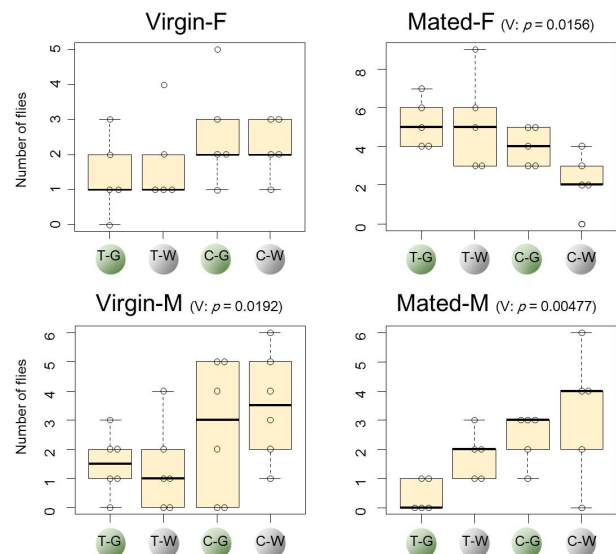 Virgin-F
Number of flies
5
4
3
2
1
0
T-G T-W C-G C-W
Mated-F (V: p = 0.0156)
8
6
4
2
0
T-G T-W C-G C-W
Virgin-M (V: p = 0.0192)
Number of flies
6
5
4
3
2
1
0
T-G T-W C-G C-W
Mated-M (V: p = 0.00477)
6
5
4
3
2
1
0
T-G T-W C-G C-W